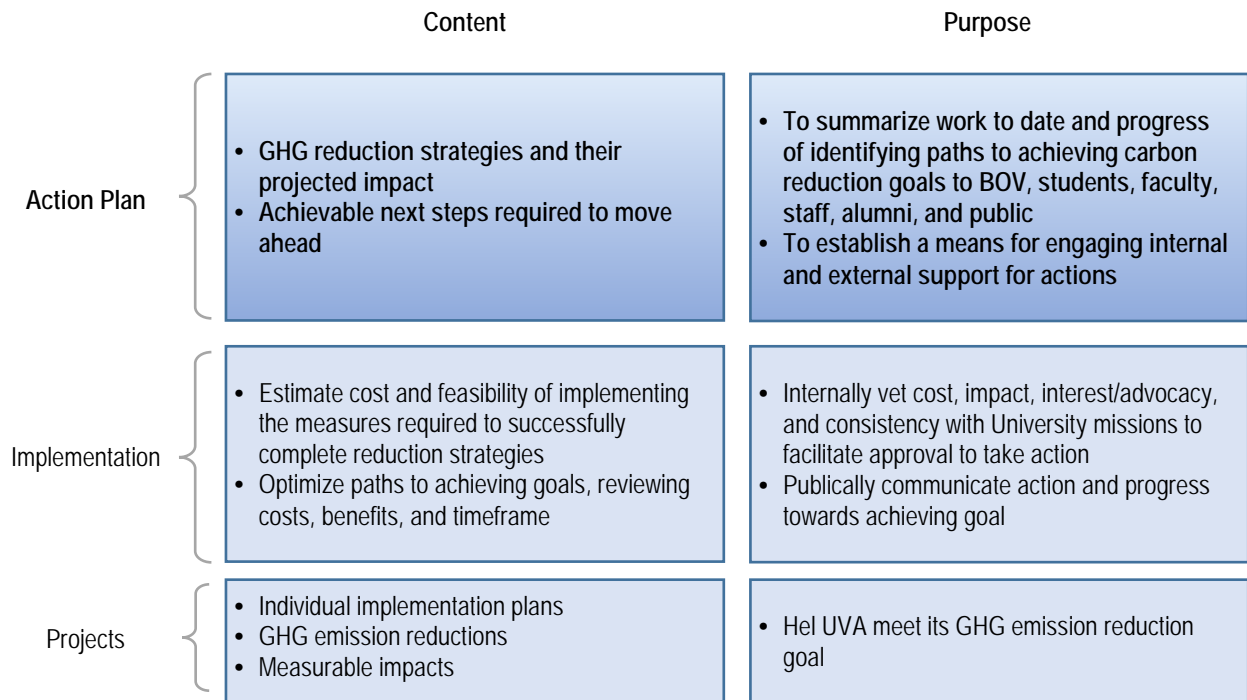 Content
Purpose
Action Plan
• GHG reduction strategies and their
projected impact
• Achievable next steps required to move
ahead
• To summarize work to date and progress
of identifying paths to achieving carbon
reduction goals to BOV, students, faculty,
staff, alumni, and public
• To establish a means for engaging internal
and external support for actions
Implementation
• Estimate cost and feasibility of implementing
the measures required to successfully
complete reduction strategies
• Optimize paths to achieving goals, reviewing
costs, benefits, and timeframe
• Internally vet cost, impact, interest/advocacy,
and consistency with University missions to
facilitate approval to take action
• Publically communicate action and progress
towards achieving goal
Projects
• Individual implementation plans
• GHG emission reductions
• Measurable impacts
• Hel UVA meet its GHG emission reduction
goal